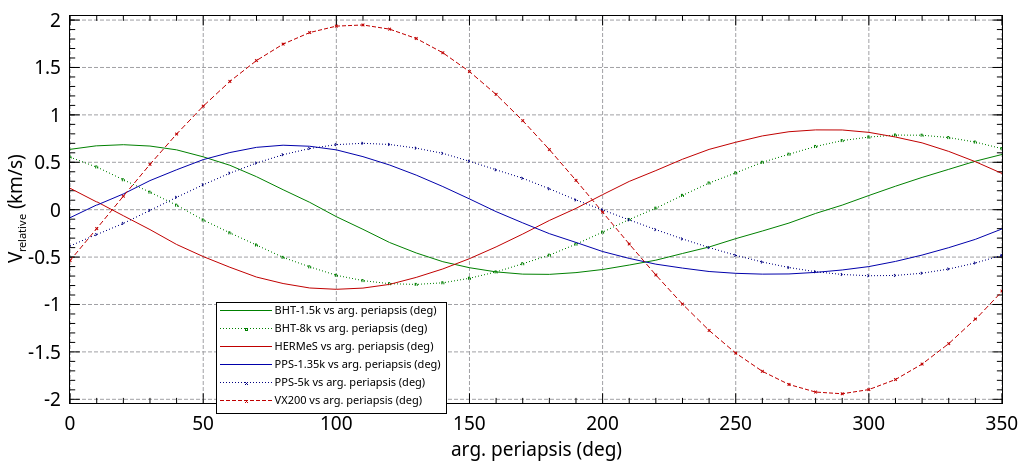 2
1.5
1
0.5
0
-0.5
-1
-1.5
-2
V relative (km/s)
BHT-1.5k vs arg. periapsis (deg)
BHT-8k vs arg. periapsis (deg)
HERMeS vs arg. periapsis (deg)
PPS-1.35k vs arg. periapsis (deg)
PPS-5k vs arg. periapsis (deg)
VX200 vs arg. periapsis (deg)
0 50 100 150 200 250 300 350
arg. periapsis (deg)